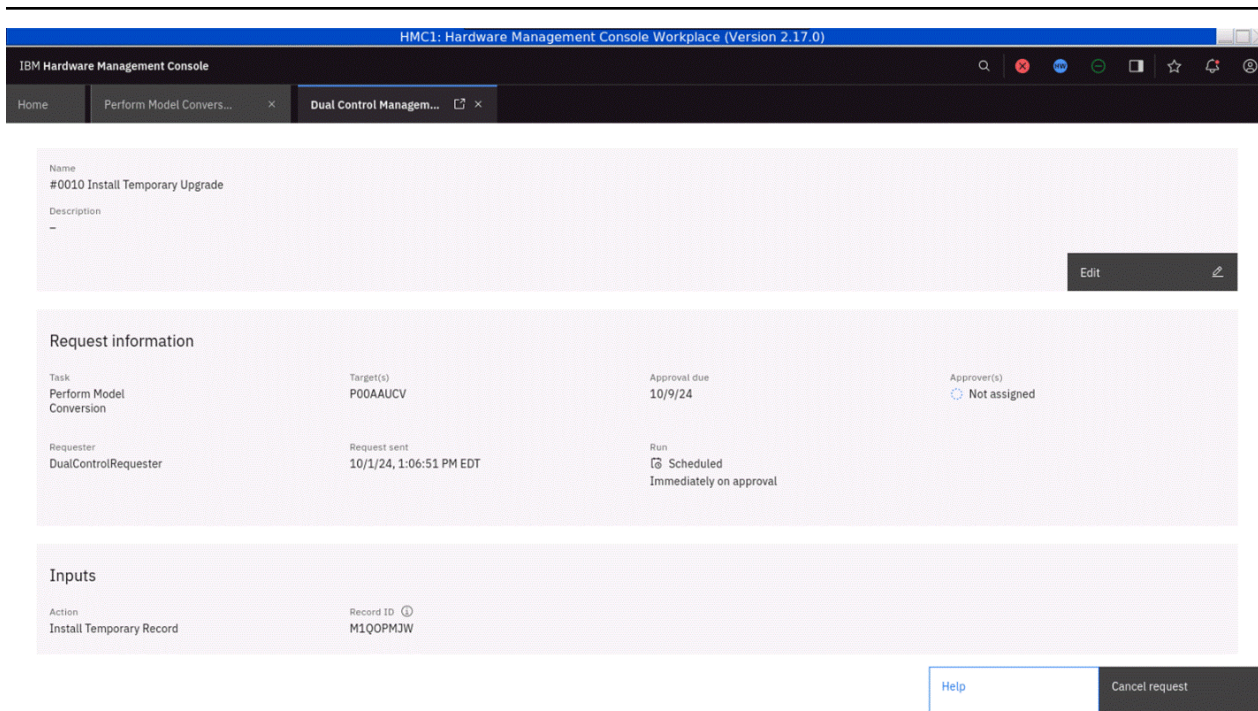 HMC1: Hardware Management Console Workplace (Version 2.17.0)
IBM Hardware Management Console
HW
Home
Perform Model Convers...
Dual Control Managem...
Name
#0010 Install Temporary Upgrade
Description
–
Edit
Request information
Task
Target(s)
Approval due
Approver(s)
Perform Model
P00AAUCV
10/9/24
Not assigned
Conversion
Requester
Request sent
Run
DualControlRequester
10/1/24, 1:06:51 PM EDT
Scheduled
Immediately on approval
Inputs
Action
Record ID
Install Temporary Record
M1QOPMJW
Help
Cancel request